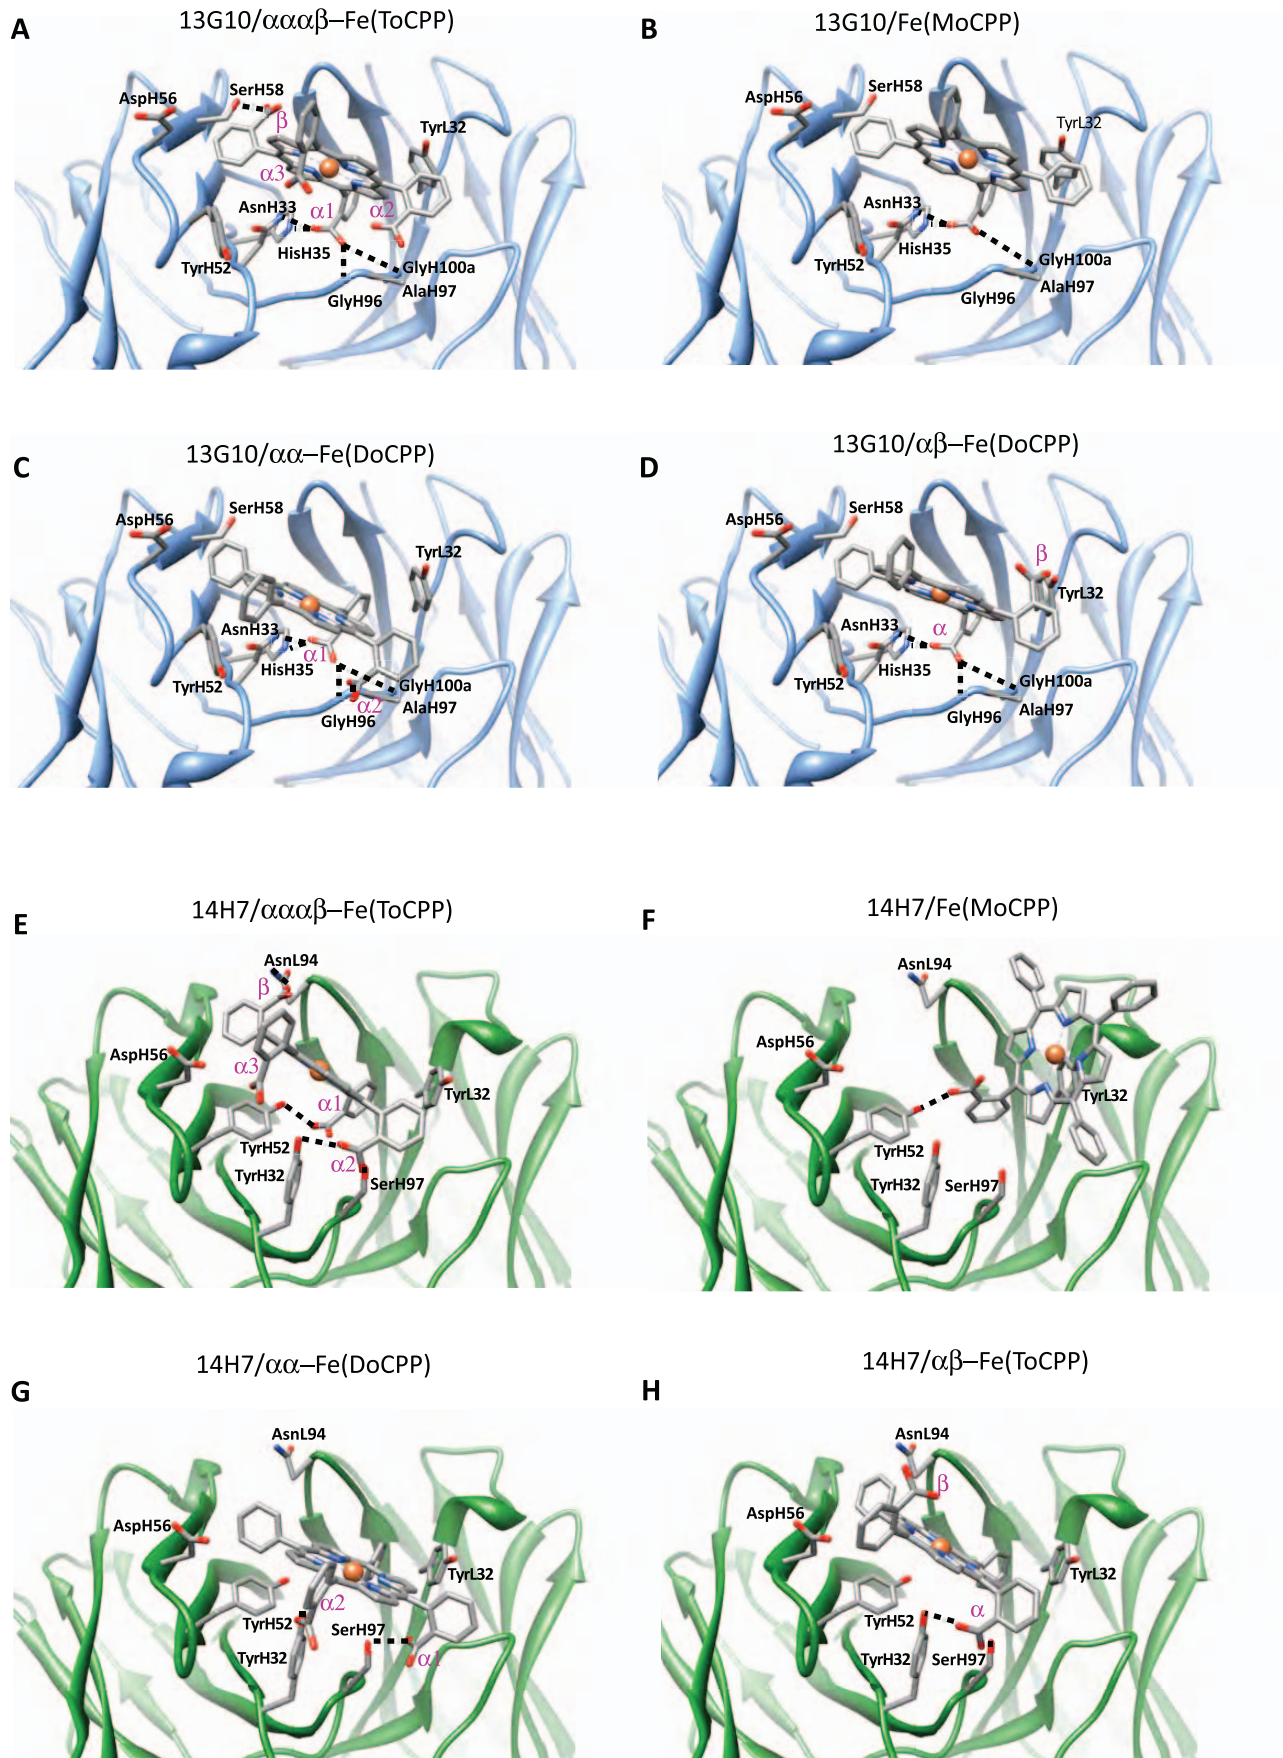 A
13G10/αααβ–Fe(ToCPP)
AspH56
SerH58
β
TyrL32
α3
AsnH33
α1
α2
HisH35
TyrH52
GlyH100a
GlyH96
AlaH97
B
13G10/Fe(MoCPP)
AspH56
SerH58
TyrL32
AsnH33
HisH35
TyrH52
GlyH100a
GlyH96
AlaH97
C
13G10/αα–Fe(DoCPP)
AspH56
SerH58
TyrL32
AsnH33
α1
HisH35
TyrH52
GlyH100a
α2
AlaH97
GlyH96
D
13G10/αβ–Fe(DoCPP)
AspH56
SerH58
β
TyrL32
AsnH33
α
HisH35
TyrH52
GlyH100a
GlyH96
AlaH97
E
14H7/αααβ–Fe(ToCPP)
AsnL94
β
AspH56
α3
TyrL32
α1
TyrH52
α2
TyrH32
SerH97
F
14H7/Fe(MoCPP)
AsnL94
AspH56
TyrL32
TyrH52
TyrH32
SerH97
G
14H7/αα–Fe(DoCPP)
AsnL94
AspH56
TyrL32
α2
TyrH52
SerH97
TyrH32
α1
H
14H7/αβ–Fe(ToCPP)
AsnL94
β
AspH56
TyrL32
α
TyrH52
TyrH32
SerH97